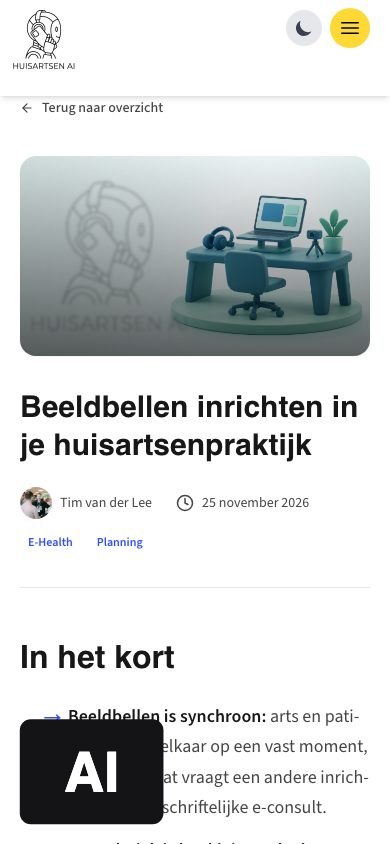 HUISARTSEN AI
Terug naar overzicht
HUISARTSEN A
Beeldbellen inrichten in
je huisartsenpraktijk
Tim van der Lee
25 november 2026
E-Health
Planning
In het kort
→ Beeldbellen is synchroon: arts en pati-
elkaar op een vast moment,
at vraagt een andere inrich-
schriftelijke e-consult.
AI